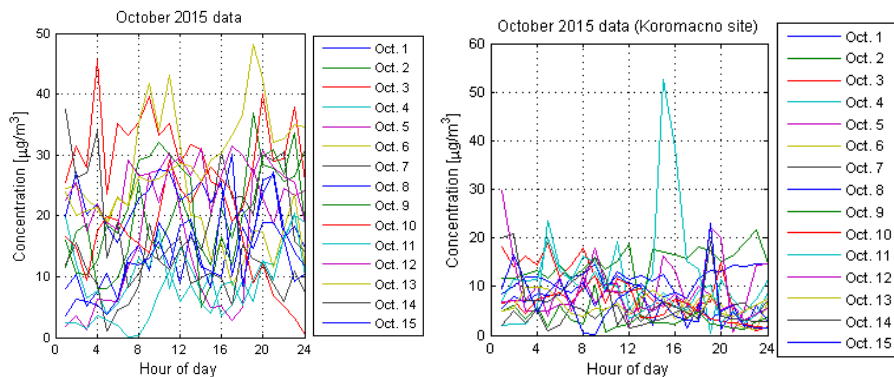 October 2015 data
50
40
30
20
10
0
0 4 8 12 16 20 24
Concentration [µg/m³]
Hour of day
Oct. 1
Oct. 2
Oct. 3
Oct. 4
Oct. 5
Oct. 6
Oct. 7
Oct. 8
Oct. 9
Oct. 10
Oct. 11
Oct. 12
Oct. 13
Oct. 14
Oct. 15
October 2015 data (Koromacno site)
60
50
40
30
20
10
0
0 4 8 12 16 20 24
Concentration [µg/m³]
Hour of day
Oct. 1
Oct. 2
Oct. 3
Oct. 4
Oct. 5
Oct. 6
Oct. 7
Oct. 8
Oct. 9
Oct. 10
Oct. 11
Oct. 12
Oct. 13
Oct. 14
Oct. 15